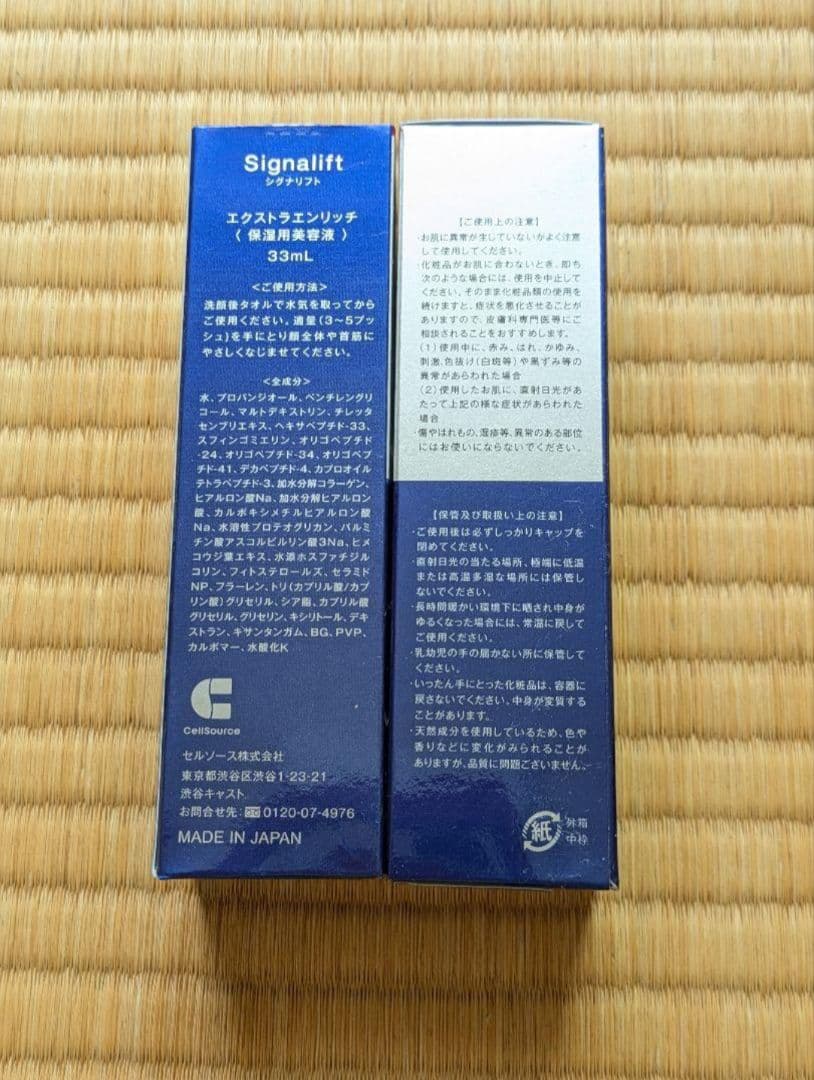 Signalift
シグナリフト
エクストラエンリッチ
〈 保湿用美容液 〉
33mL
<ご使用方法>
洗顔後タオルで水気を取ってから
ご使用ください。適量(3〜5プッ
シュ)を手にとり顔全体や首筋に
やさしくなじませてください。
<全成分>
水、プロパンジオール、ペンチレングリ
コール、マルトデキストリン、チレッタ
センプリエキス、ヘキサペプチド-33、
スフィンゴミエリン、オリゴペプチド
-24、オリゴペプチド-34、オリゴペ
プチド-41、デカペプチド-4、カプロオイル
テトラペプチド-3、加水分解コラーゲン、
ヒアルロン酸Na、加水分解ヒアルロン
酸、カルボキシメチルヒアルロン酸
Na、水溶性プロテオグリカン、パルミ
チン酸アスコルビルリン酸3Na、ヒメ
コウジ葉エキス、水添ホスファチジル
コリン、フィトステロールズ、セラミド
NP、フラーレン、トリ(カプリル酸/カプ
リン酸)グリセリル、シア脂、カプリル酸
グリセリル、グリセリン、キシリトール、デキ
ストラン、キサンタンガム、BG、PVP、
カルボマー、水酸化K
CellSource
セルソース株式会社
東京都渋谷区渋谷1-23-21
渋谷キャスト
お問合せ先: 0120-07-4976
MADE IN JAPAN
【ご使用上の注意】
・お肌に異常が生じていないかよく注意
して使用してください。
・化粧品がお肌に合わないとき、即ち
次のような場合には、使用を中止して
ください。そのまま化粧品類の使用を
続けますと、症状を悪化させることが
ありますので、皮膚科専門医等にご
相談されることをおすすめします。
(1)使用中に、赤み、はれ、かゆみ、
刺激、色抜け(白斑等)や黒ずみ等の
異常があらわれた場合
(2)使用したお肌に、直射日光があ
たって上記の様な症状があらわれた
場合
・傷やはれもの、湿疹等、異常のある部位
にはお使いにならないでください。
【保管及び取扱い上の注意】
・ご使用後は必ずしっかりキャップを
閉めてください。
・直射日光の当たる場所、極端に低温
または高温多湿な場所には保管し
ないでください。
・長時間暖かい環境下に晒され中身が
ゆるくなった場合には、常温に戻して
ご使用ください。
・乳幼児の手の届かない所に保管して
ください。
・いったん手にとった化粧品は、容器に
戻さないでください。中身が変質する
ことがあります。
・天然成分を使用しているため、色や
香りなどに変化がみられることが
ありますが、品質に問題ございません。
紙
外箱
中枠